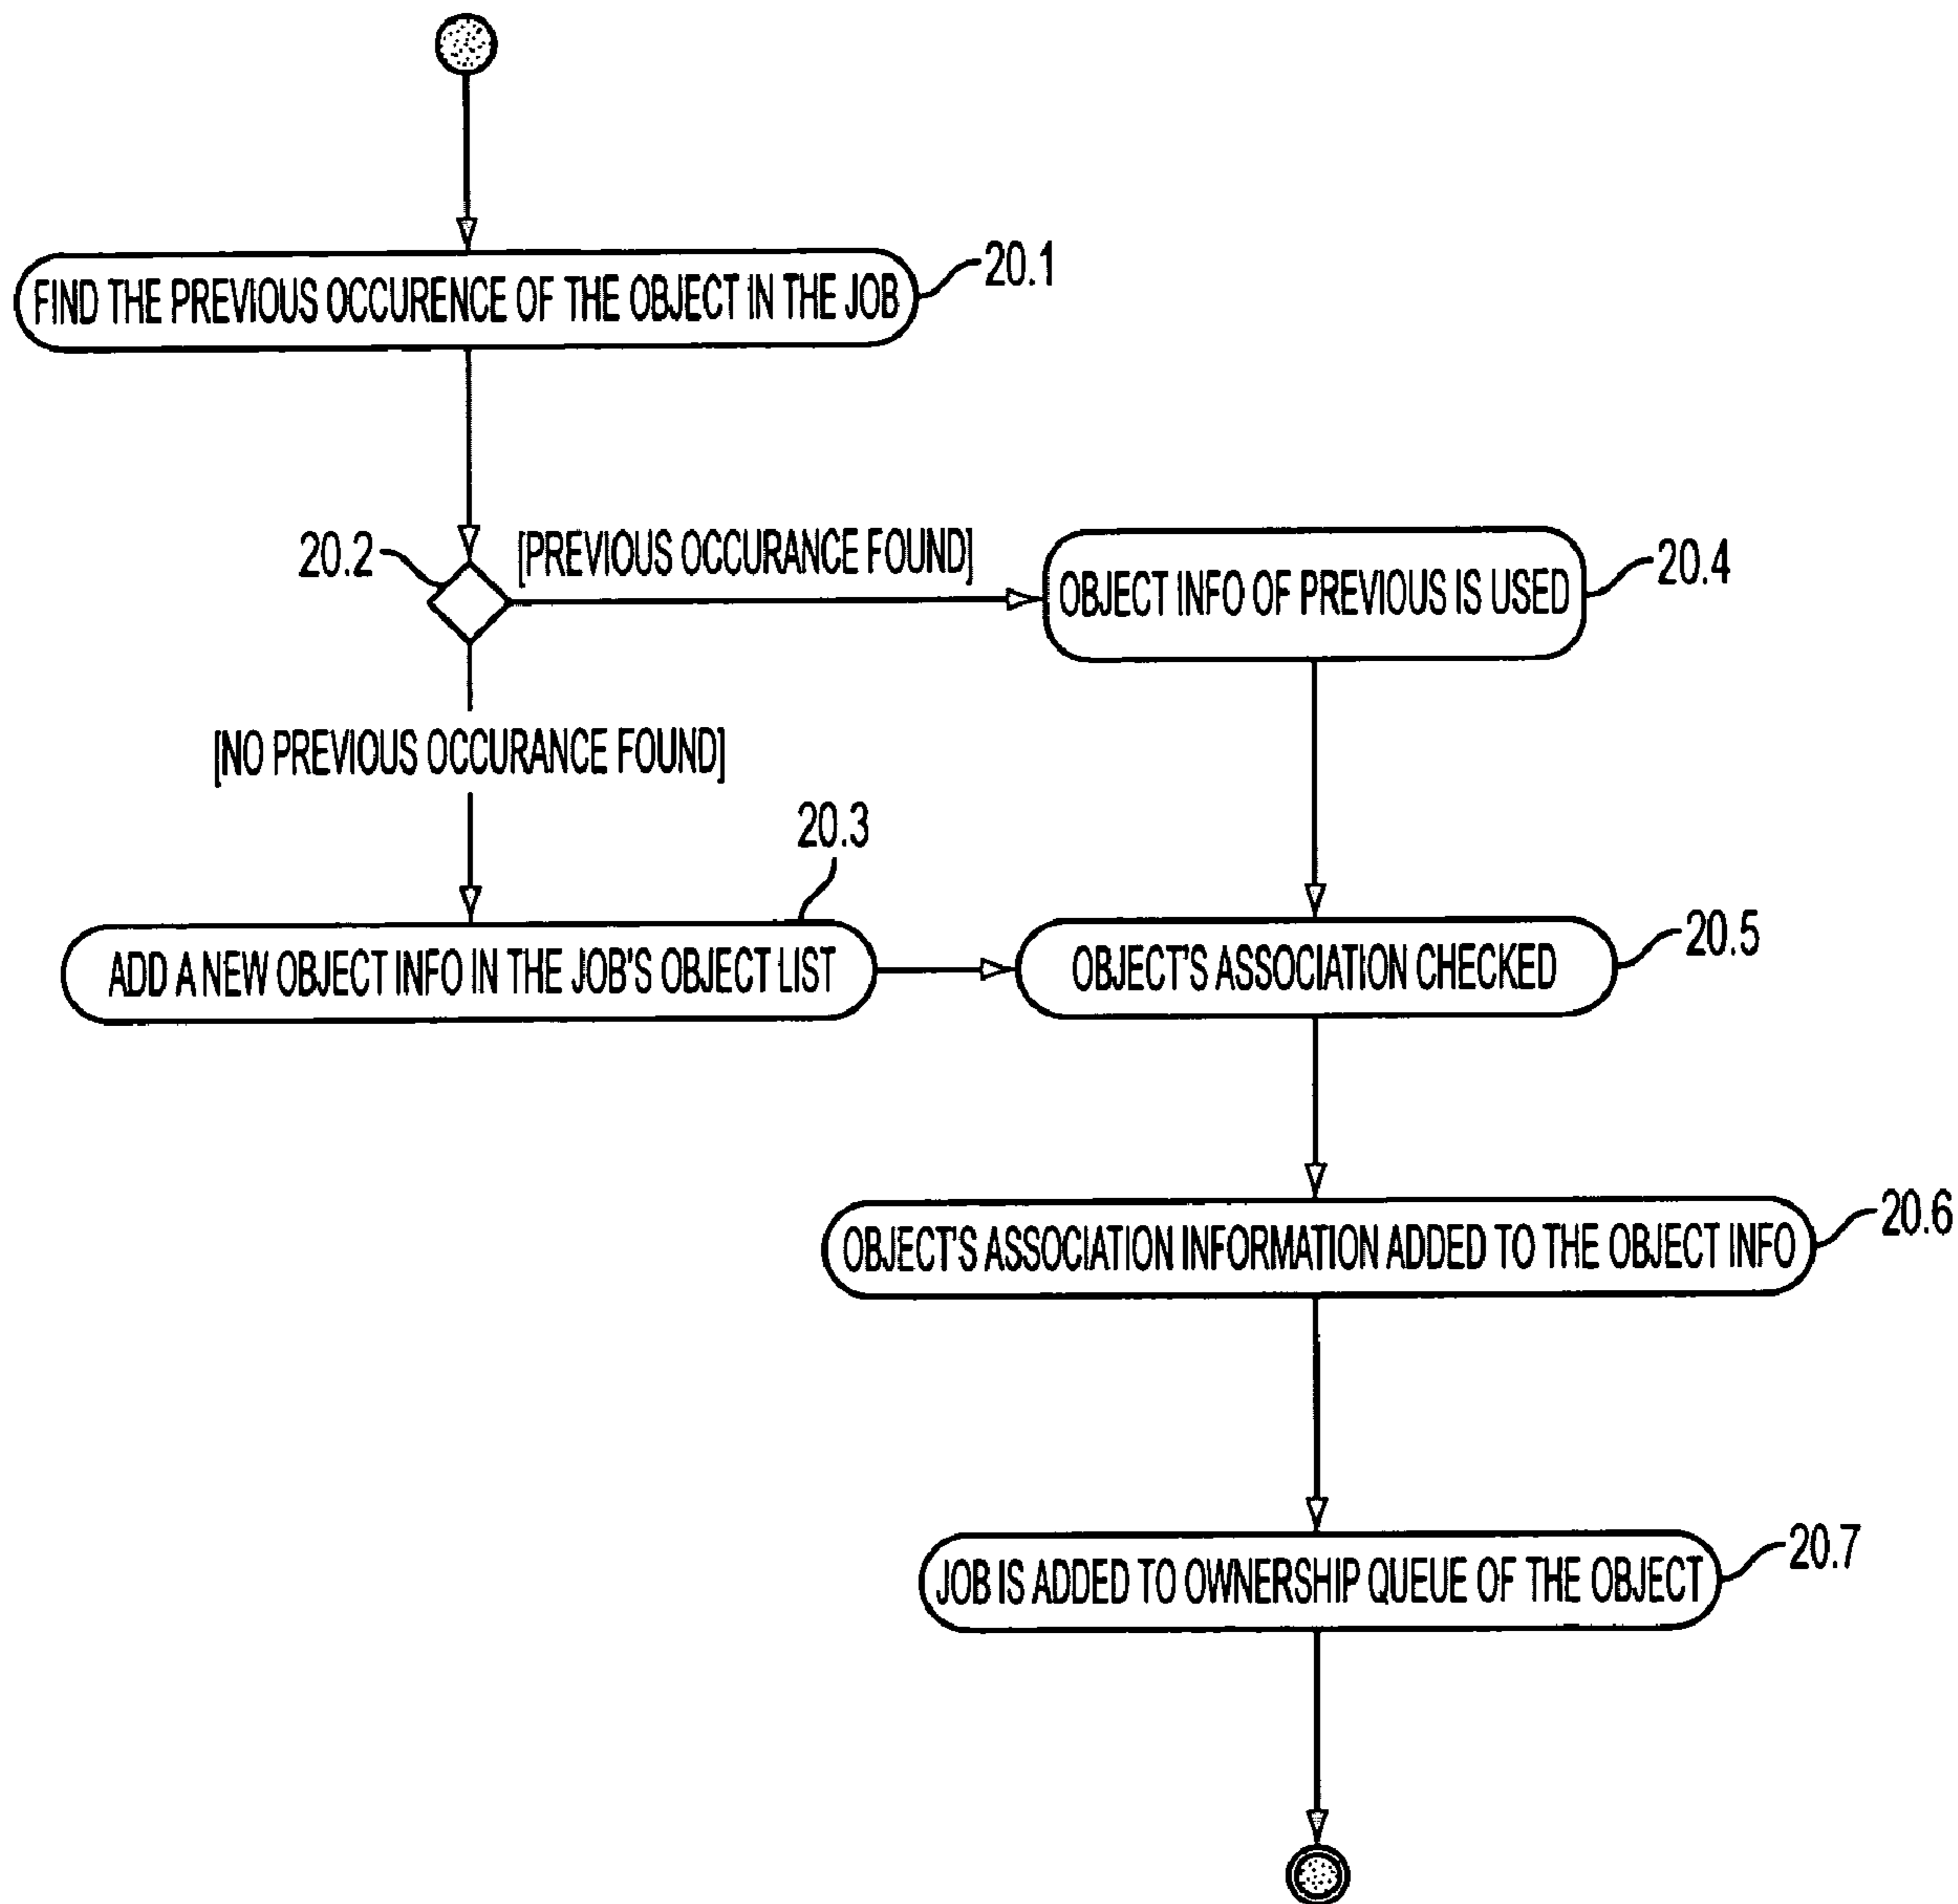 FIND THE PREVIOUS OCCURENCE OF THE OBJECT IN THE JOB
20.1
20.2
[PREVIOUS OCCURANCE FOUND]
OBJECT INFO OF PREVIOUS IS USED
20.4
[NO PREVIOUS OCCURANCE FOUND]
20.3
ADD A NEW OBJECT INFO IN THE JOB'S OBJECT LIST
OBJECT'S ASSOCIATION CHECKED
20.5
OBJECT'S ASSOCIATION INFORMATION ADDED TO THE OBJECT INFO
20.6
JOB IS ADDED TO OWNERSHIP QUEUE OF THE OBJECT
20.7